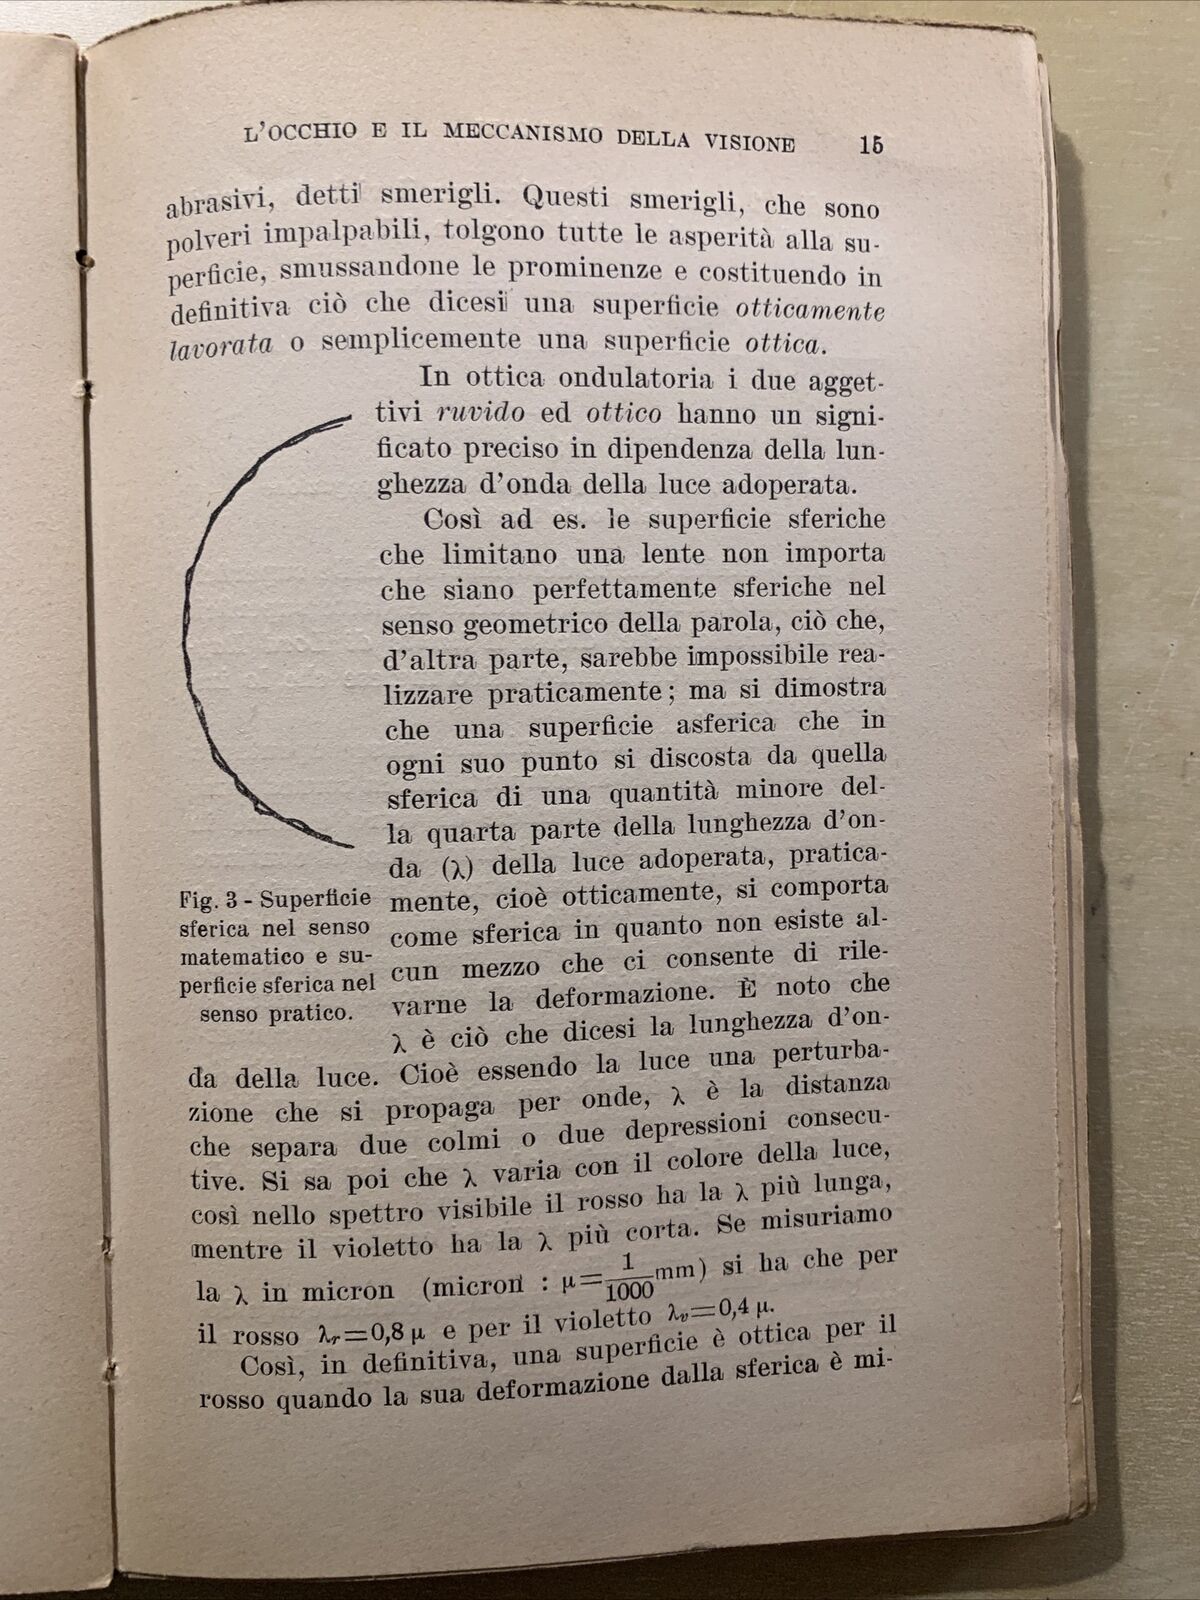 L'OCCHIO E IL MECCANISMO DELLA VISIONE 15
abrasivi, detti smerigli. Questi smerigli, che sono
polveri impalpabili, tolgono tutte le asperità alla su-
perficie, smussandone le prominenze e costituendo in
definitiva ciò che dicesi una superficie otticamente
lavorata o semplicemente una superficie ottica.
In ottica ondulatoria i due agget-
tivi ruvido ed ottico hanno un signi-
ficato preciso in dipendenza della lun-
ghezza d'onda della luce adoperata.
Così ad es. le superficie sferiche
che limitano una lente non importa
che siano perfettamente sferiche nel
senso geometrico della parola, ciò che,
d'altra parte, sarebbe impossibile rea-
lizzare praticamente; ma si dimostra
che una superficie asferica che in
ogni suo punto si discosta da quella
sferica di una quantità minore del-
la quarta parte della lunghezza d'on-
da (λ) della luce adoperata, pratica-
mente, cioè otticamente, si comporta
come sferica in quanto non esiste al-
cun mezzo che ci consente di rile-
varne la deformazione. È noto che
λ è ciò che dicesi la lunghezza d'on-
Fig. 3 - Superficie
sferica nel senso
matematico e su-
perficie sferica nel
senso pratico.
da della luce. Cioè essendo la luce una perturba-
zione che si propaga per onde, λ è la distanza
che separa due colmi o due depressioni consecu-
tive. Si sa poi che λ varia con il colore della luce,
così nello spettro visibile il rosso ha la λ più lunga,
mentre il violetto ha la λ più corta. Se misuriamo
la λ in micron (micron : μ=1/1000 mm) si ha che per
il rosso λr=0,8 μ e per il violetto λv=0,4 μ.
Così, in definitiva, una superficie è ottica per il
rosso quando la sua deformazione dalla sferica è mi-